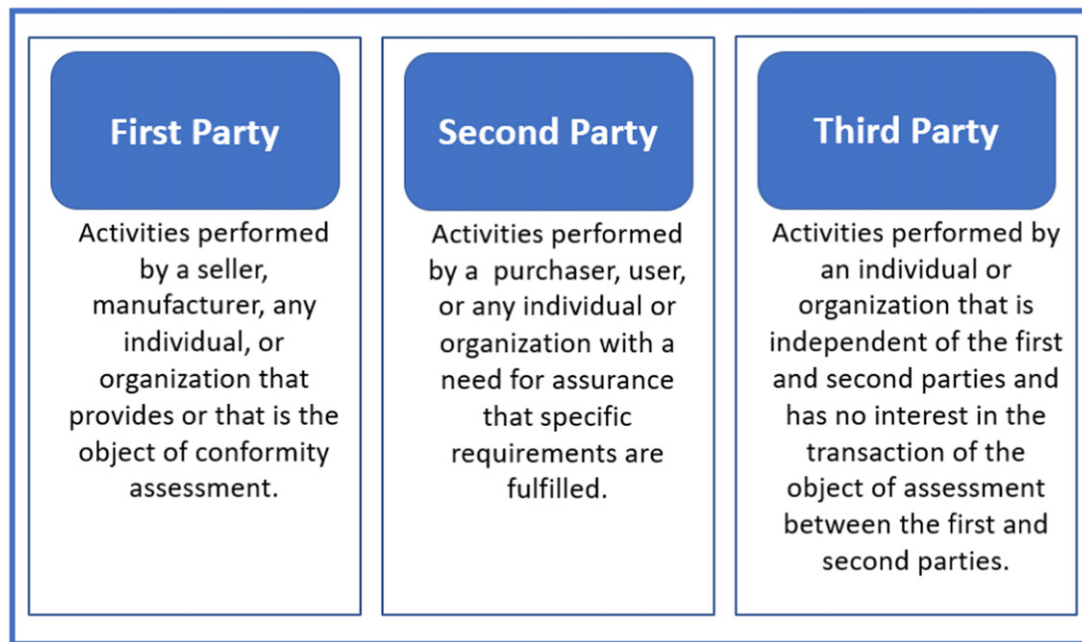 First Party
Activities performed
by a seller,
manufacturer, any
individual, or
organization that
provides or that is the
object of conformity
assessment.
Second Party
Activities performed
by a  purchaser, user,
or any individual or
organization with a
need for assurance
that specific
requirements are
fulfilled.
Third Party
Activities performed by
an individual or
organization that is
independent of the first
and second parties and
has no interest in the
transaction of the
object of assessment
between the first and
second parties.